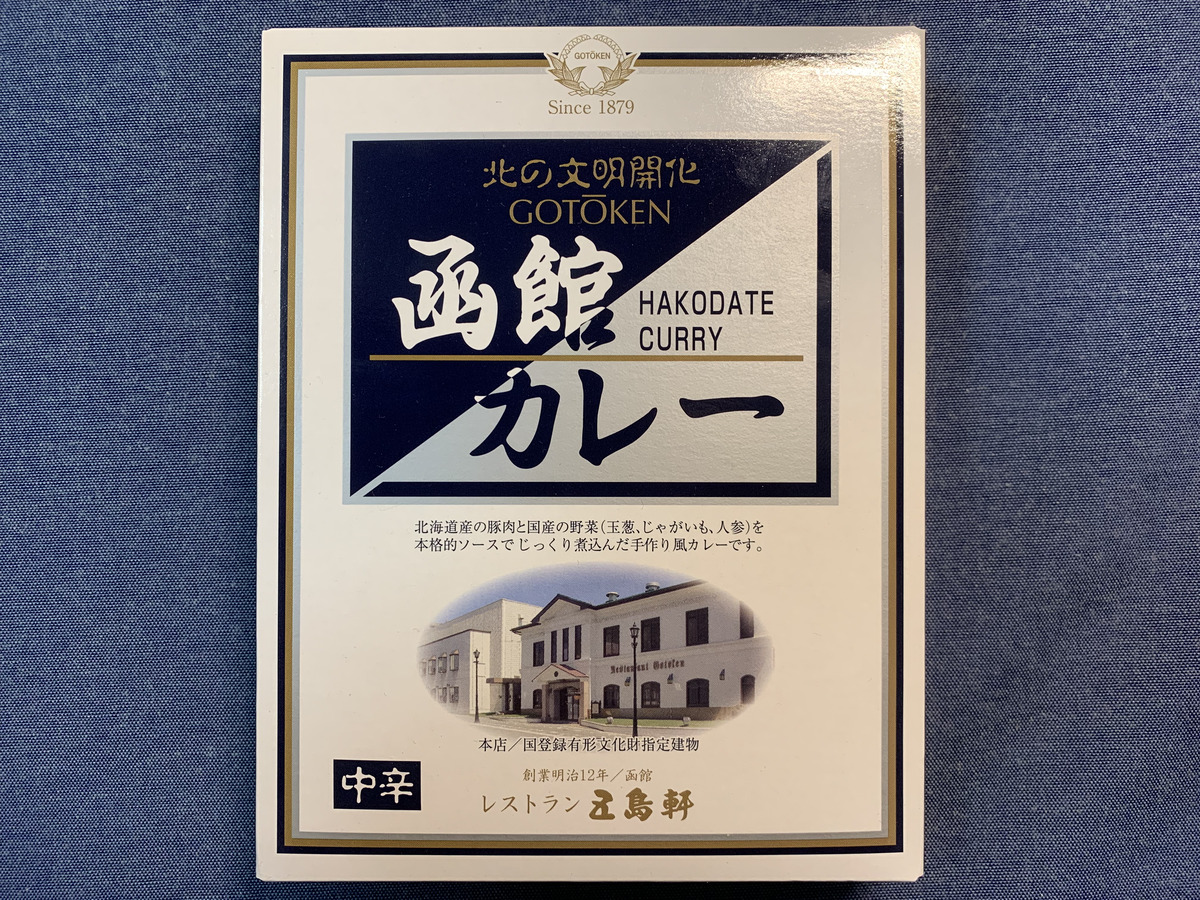 GOTŌKEN
Since 1879
北の文明開化
GOTŌKEN
函館
HAKODATE
CURRY
カレー
北海道産の豚肉と国産の野菜(玉葱、じゃがいも、人参)を
本格的ソースでじっくり煮込んだ手作り風カレーです。
Restaurant Gotoken
本店/国登録有形文化財指定建物
中辛
創業明治12年/函館
レストラン 五島軒